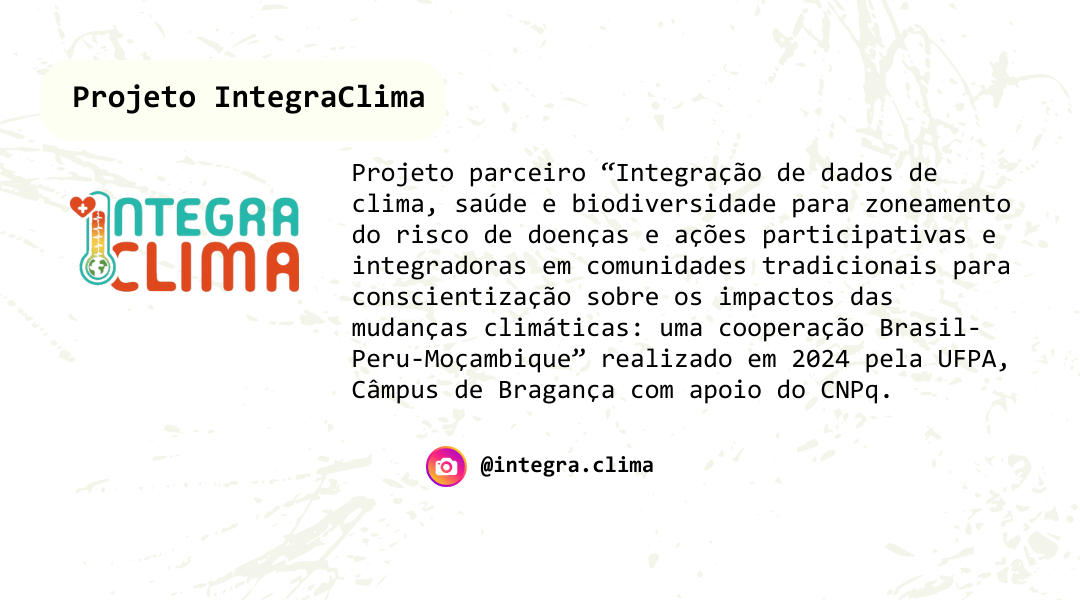 Projeto IntegraClima
INTEGRA
CLIMA
Projeto parceiro “Integração de dados de
clima, saúde e biodiversidade para zoneamento
do risco de doenças e ações participativas e
integradoras em comunidades tradicionais para
conscientização sobre os impactos das
mudanças climáticas: uma cooperação Brasil-
Peru-Moçambique” realizado em 2024 pela UFPA,
Câmpus de Bragança com apoio do CNPq.
@integra.clima